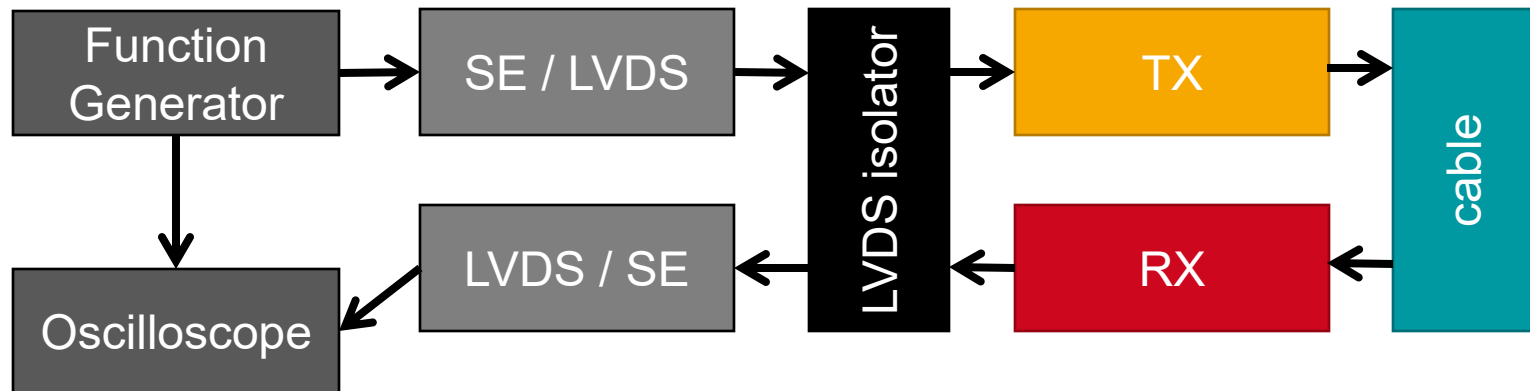 Function
Generator
SE / LVDS
LVDS isolator
TX
cable
LVDS / SE
RX
Oscilloscope